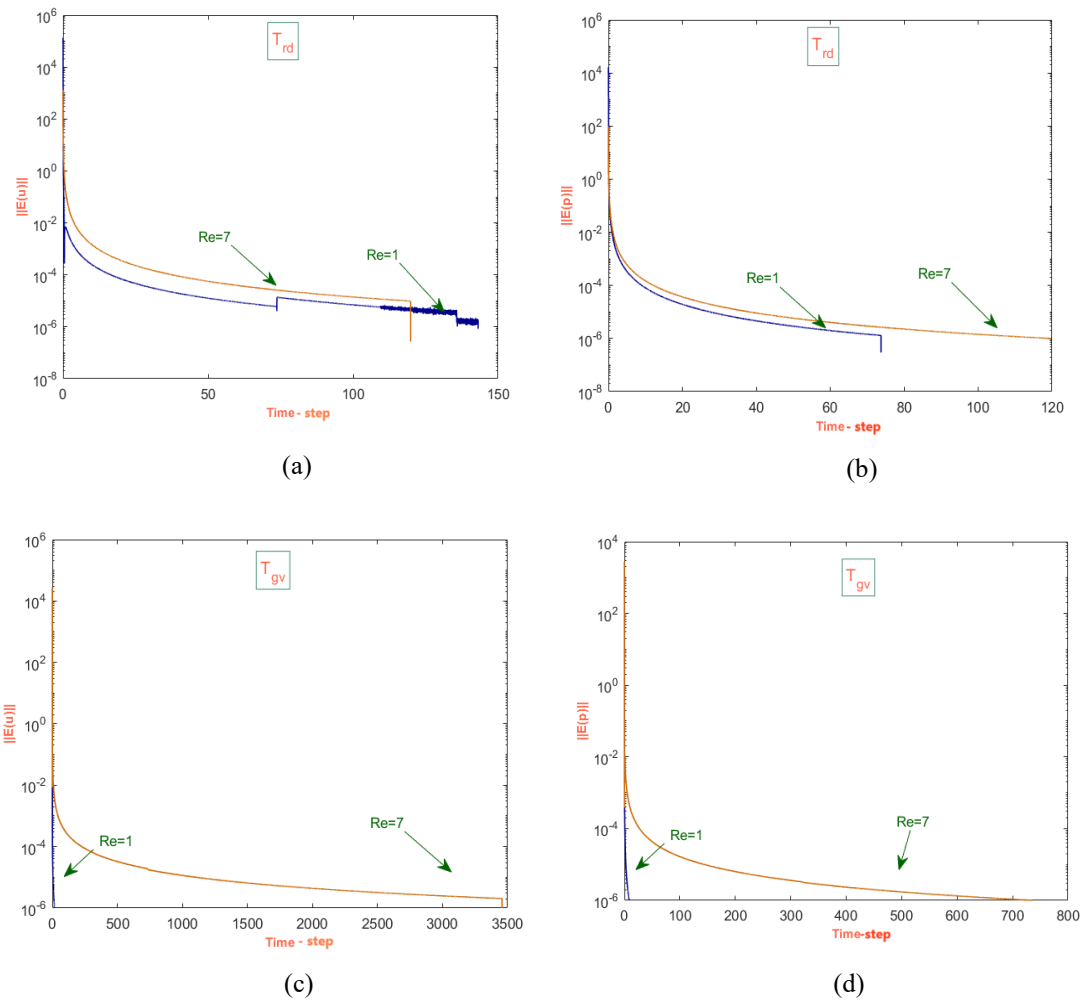 10^6
10^4
10^2
10^0
10^-2
10^-4
10^-6
10^-8
||E(u)||
T_rd
Re=7
Re=1
0 50 100 150
Time - step
(a)
10^6
10^4
10^2
10^0
10^-2
10^-4
10^-6
10^-8
||E(p)||
T_rd
Re=1
Re=7
0 20 40 60 80 100 120
Time - step
(b)
10^6
10^4
10^2
10^0
10^-2
10^-4
10^-6
||E(u)||
T_gv
Re=1
Re=7
0 500 1000 1500 2000 2500 3000 3500
Time - step
(c)
10^4
10^2
10^0
10^-2
10^-4
10^-6
||E(p)||
T_gv
Re=1
Re=7
0 100 200 300 400 500 600 700 800
Time-step
(d)